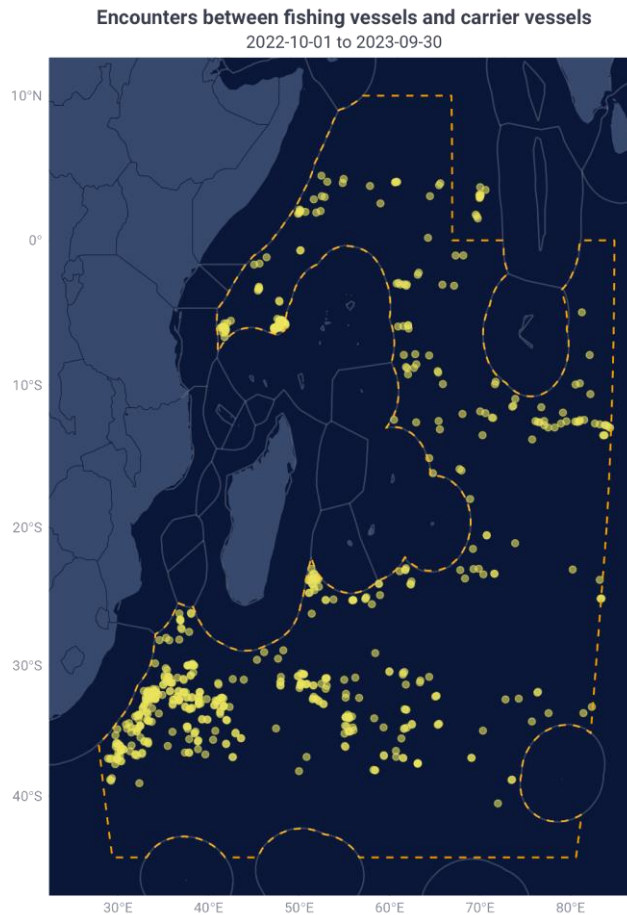 Encounters between fishing vessels and carrier vessels
2022-10-01 to 2023-09-30
10°N
0°
10°S
20°S
30°S
40°S
30°E 40°E 50°E 60°E 70°E 80°E